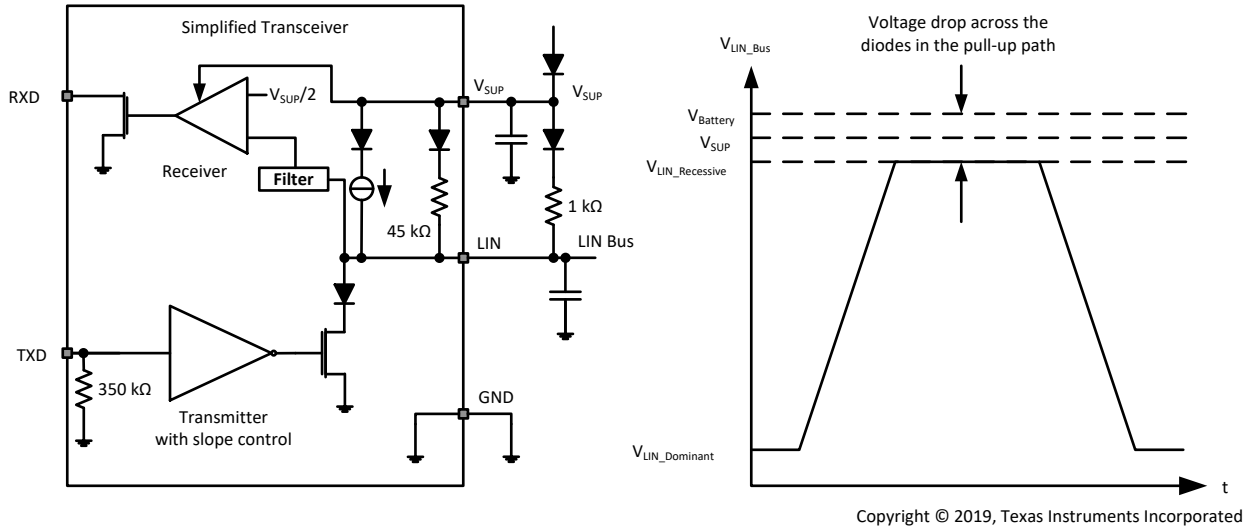 Simplified Transceiver
RXD
V_SUP/2
Receiver
Filter
45 kΩ
V_SUP
V_SUP
1 kΩ
LIN
LIN Bus
TXD
350 kΩ
Transmitter
with slope control
GND
Voltage drop across the
diodes in the pull-up path
V_LIN_Bus
V_Battery
V_SUP
V_LIN_Recessive
V_LIN_Dominant
t
Copyright © 2019, Texas Instruments Incorporated